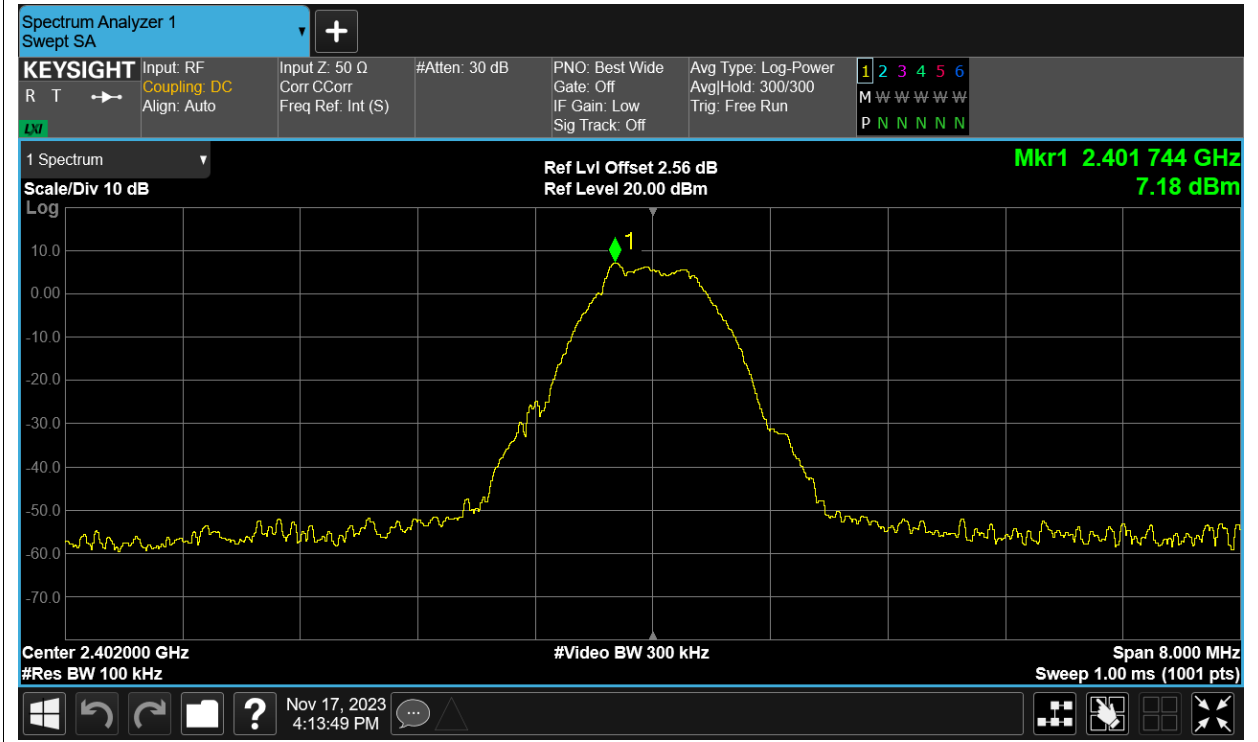 Spectrum Analyzer 1
Swept SA
KEYSIGHT
R T
LXI
Input: RF
Coupling: DC
Align: Auto
Input Z: 50 Ω
Corr CCorr
Freq Ref: Int (S)
#Atten: 30 dB
PNO: Best Wide
Gate: Off
IF Gain: Low
Sig Track: Off
Avg Type: Log-Power
Avg|Hold: 300/300
Trig: Free Run
1 2 3 4 5 6
M W W W W W W
P N N N N N N
1 Spectrum
Scale/Div 10 dB
Log
Ref Lvl Offset 2.56 dB
Ref Level 20.00 dBm
Mkr1 2.401 744 GHz
7.18 dBm
1
10.0
0.00
-10.0
-20.0
-30.0
-40.0
-50.0
-60.0
-70.0
Center 2.402000 GHz
#Res BW 100 kHz
#Video BW 300 kHz
Span 8.000 MHz
Sweep 1.00 ms (1001 pts)
?
Nov 17, 2023
4:13:49 PM